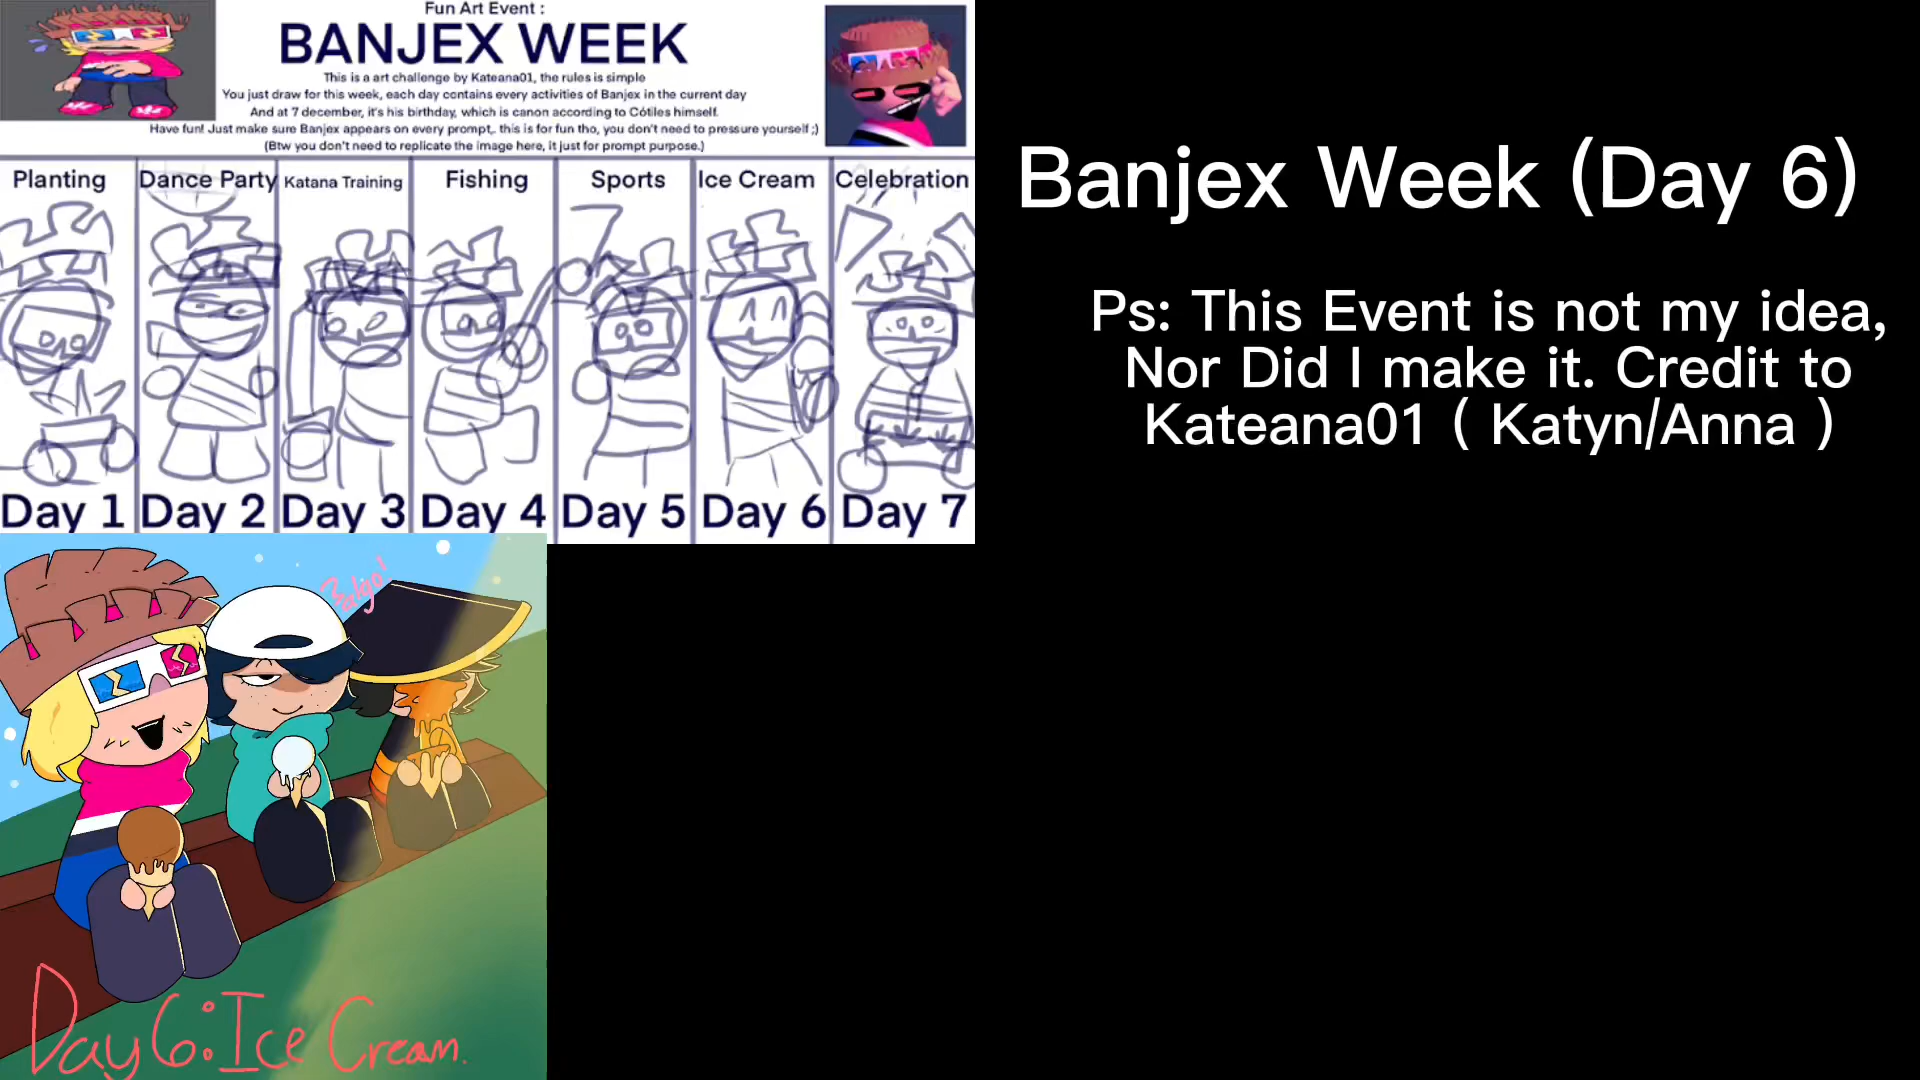 Fun Art Event :
BANJEX WEEK
This is a art challenge by Kateana01, the rules is simple
You just draw for this week, each day contains every activities of Banjex in the current day
And at 7 december, it's his birthday, which is canon according to Cótiles himself.
Have fun! Just make sure Banjex appears on every prompt,. this is for fun tho, you don't need to pressure yourself ;)
(Btw you don't need to replicate the image here, it just for prompt purpose.)
Planting Dance Party Katana Training Fishing Sports Ice Cream Celebration
Day 1 Day 2 Day 3 Day 4 Day 5 Day 6 Day 7
Banjex Week (Day 6)
Ps: This Event is not my idea,
Nor Did I make it. Credit to
Kateana01 ( Katyn/Anna )
Day 6: Ice Cream.